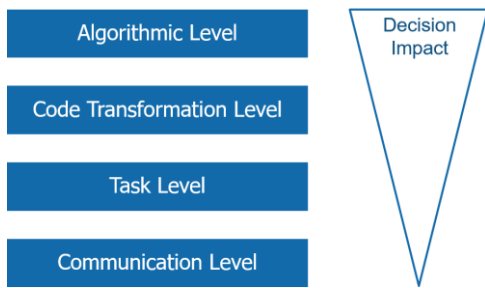 Algorithmic Level
Decision
Impact
Code Transformation Level
Task Level
Communication Level